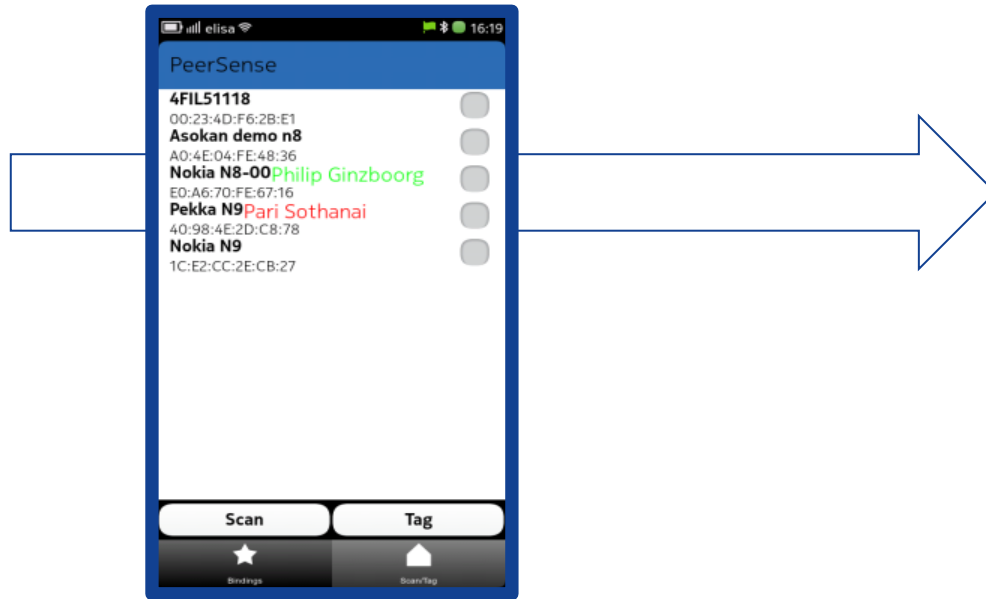 elisa 16:19
PeerSense
4FIL51118
00:23:4D:F6:2B:E1
Asokan demo n8
A0:4E:04:FE:48:36
Nokia N8-00Philip Ginzboorg
E0:A6:70:FE:67:16
Pekka N9Pari Sothanai
40:98:4E:2D:C8:78
Nokia N9
1C:E2:CC:2E:CB:27
Scan Tag
Bindings Scan/Tag